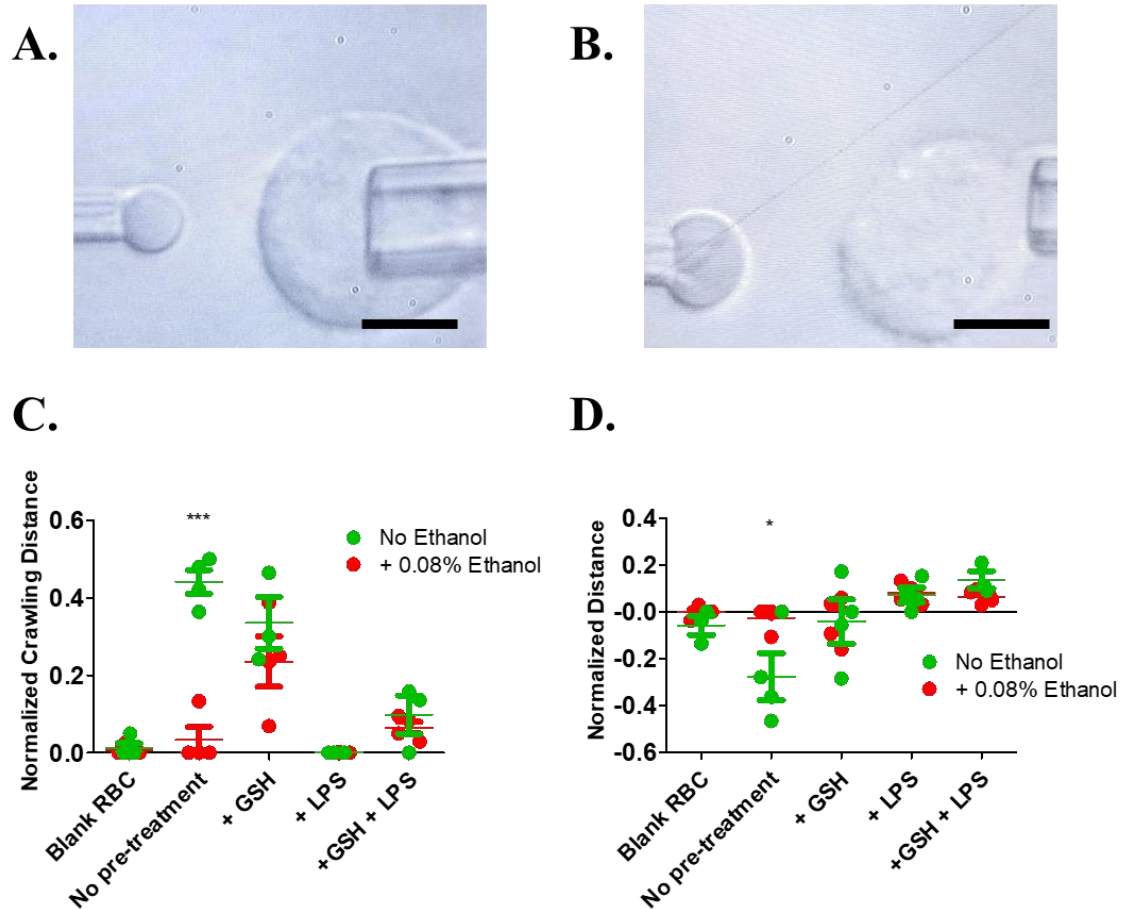 A.
B.
C.
D.
Normalized Crawling Distance
0.6
0.4
0.2
0.0
***
No Ethanol
+ 0.08% Ethanol
Blank RBC
No pre-treatment
+ GSH
+ LPS
+GSH + LPS
Normalized Distance
0.4
0.2
-0.0
-0.2
-0.4
-0.6
*
No Ethanol
+ 0.08% Ethanol
Blank RBC
No pre-treatment
+ GSH
+ LPS
+GSH + LPS